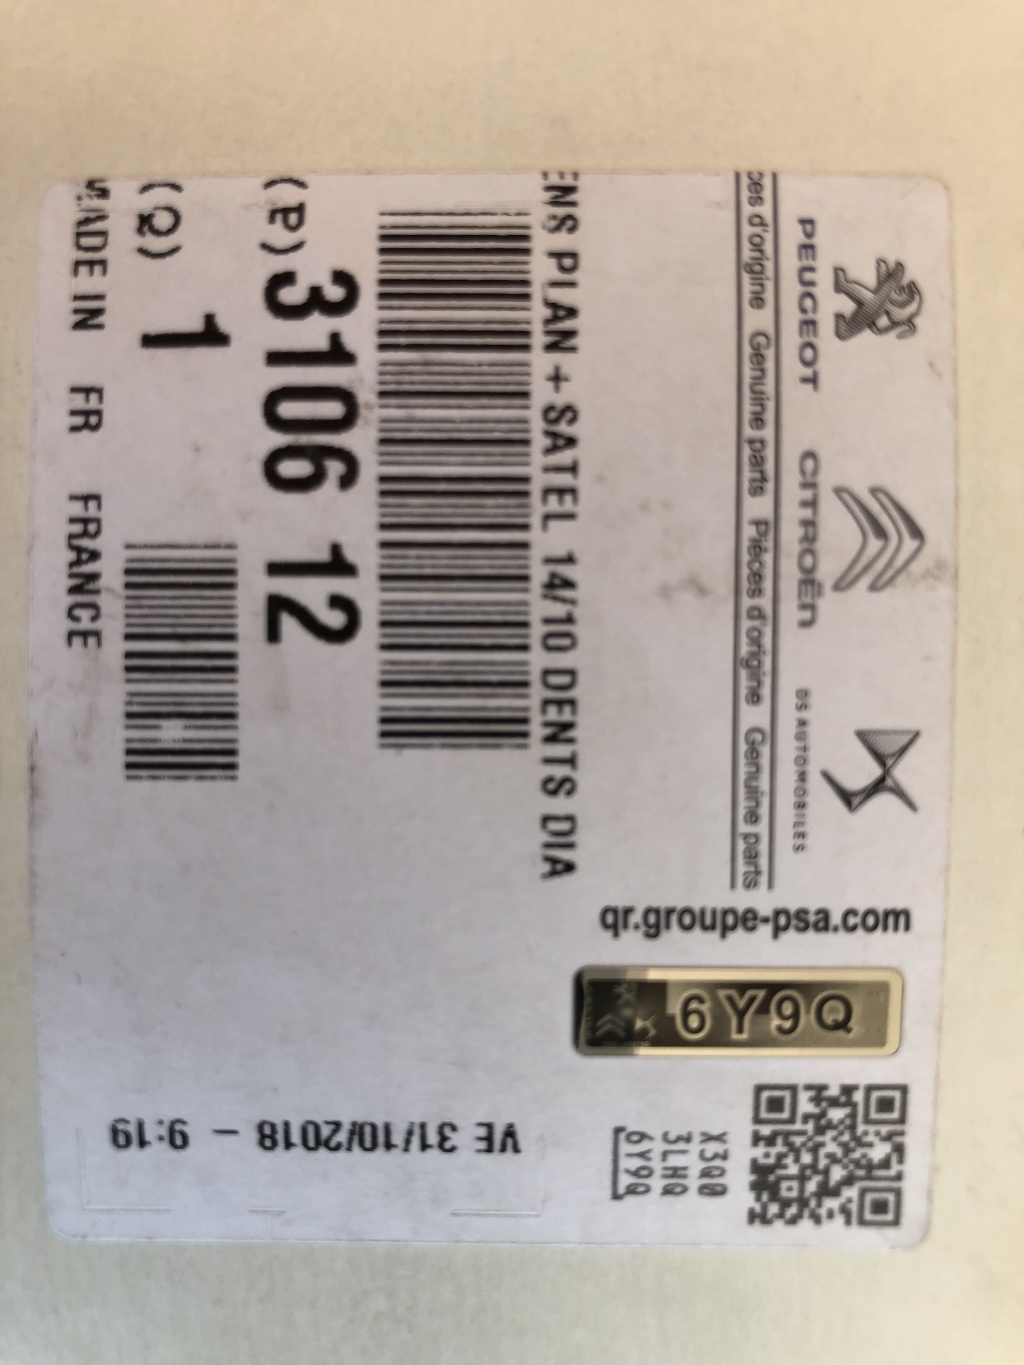 PEUGEOT CITROËN DS AUTOMOBILES
ces d'origine Genuine parts Pièces d'origine Genuine parts
ENS PLAN + SATEL 14/10 DENTS DIA
(P) 3106 12
(Q) 1
MADE IN FR FRANCE
qr.groupe-psa.com
6Y9Q
X3Q0
3LHQ
6Y9Q
VE 31/10/2018 - 9:19